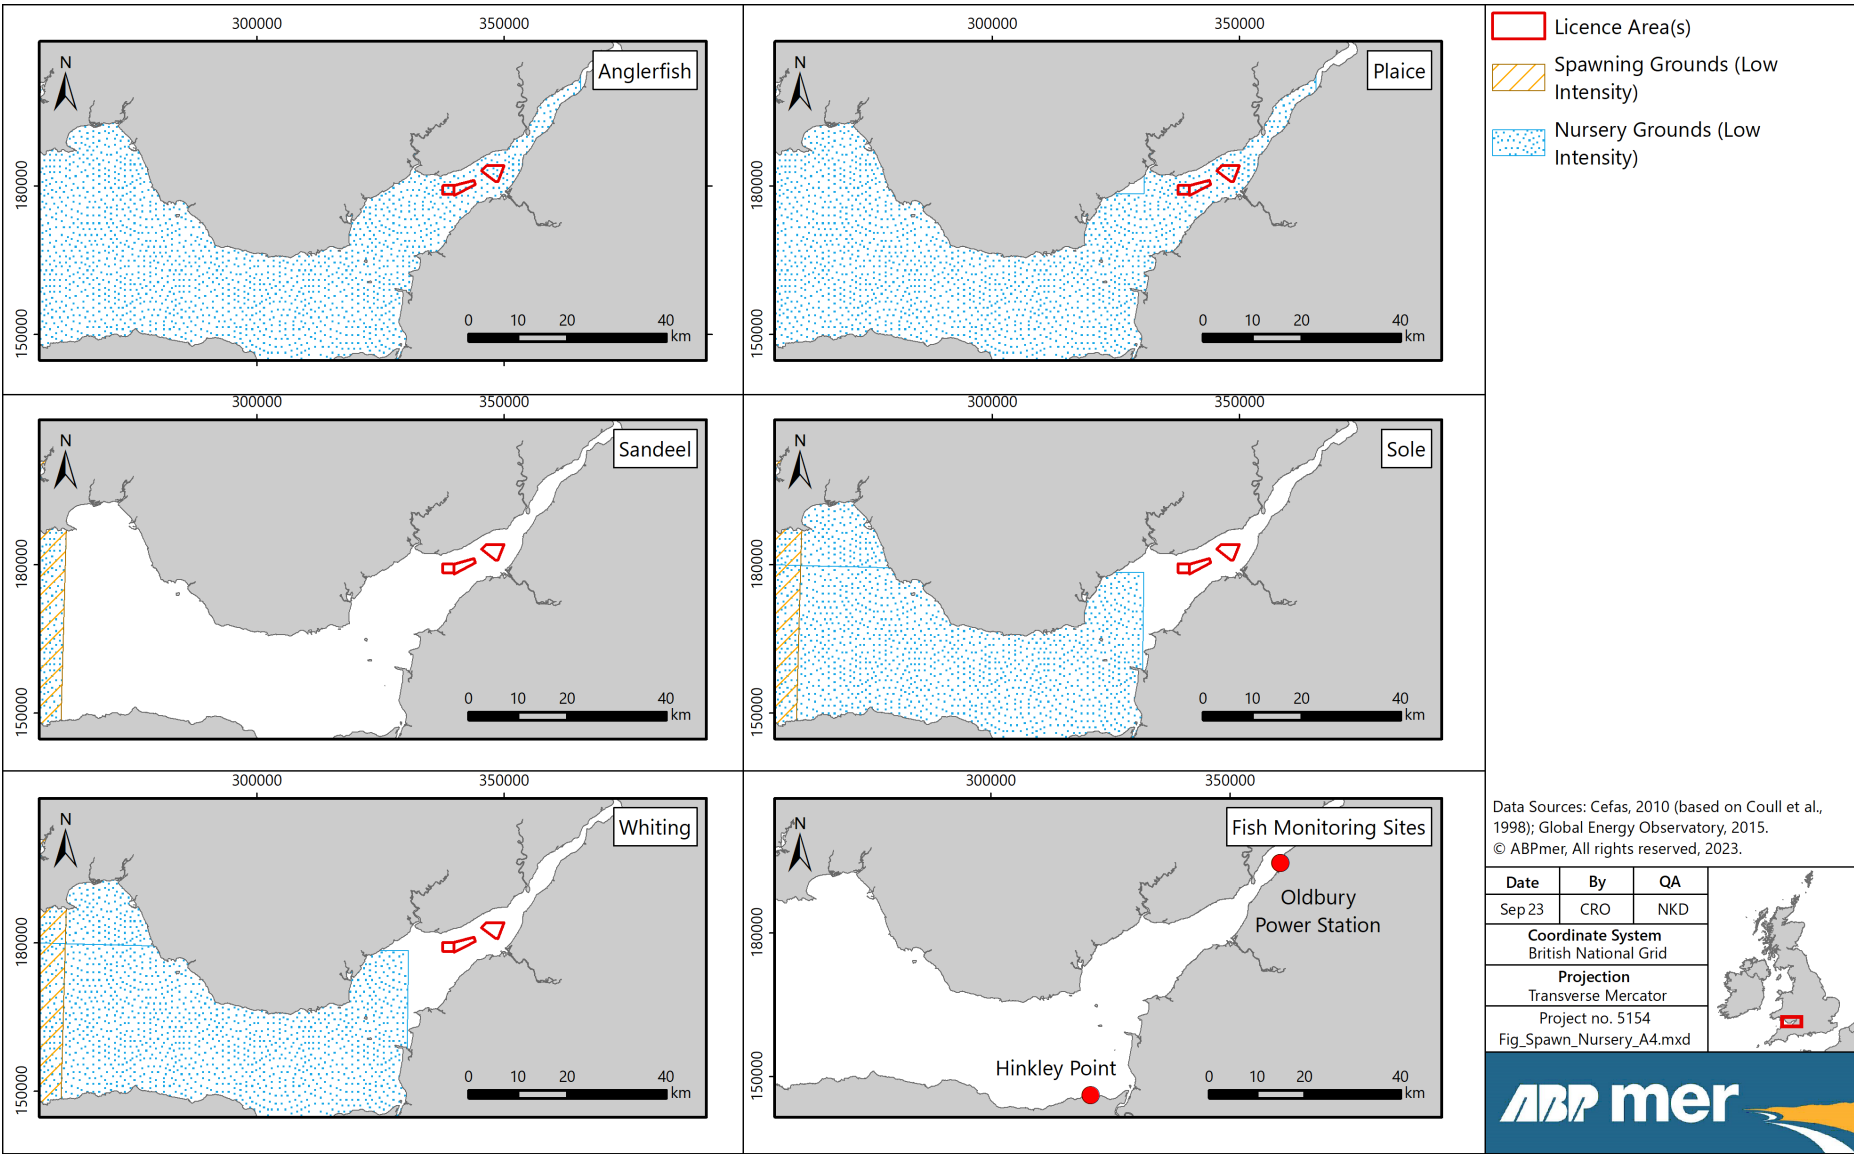 300000 350000
Anglerfish
N
180000
150000
0 10 20 40
km
300000 350000
Plaice
N
180000
150000
0 10 20 40
km
300000 350000
Sandeel
N
180000
150000
0 10 20 40
km
300000 350000
Sole
N
180000
150000
0 10 20 40
km
300000 350000
Whiting
N
180000
150000
0 10 20 40
km
300000 350000
Fish Monitoring Sites
N
180000
150000
Oldbury
Power Station
Hinkley Point
0 10 20 40
km
Licence Area(s)
Spawning Grounds (Low
Intensity)
Nursery Grounds (Low
Intensity)
Data Sources: Cefas, 2010 (based on Coull et al.,
1998); Global Energy Observatory, 2015.
© ABPmer, All rights reserved, 2023.
Date By QA
Sep 23 CRO NKD
Coordinate System
British National Grid
Projection
Transverse Mercator
Project no. 5154
Fig_Spawn_Nursery_A4.mxd
ABP mer